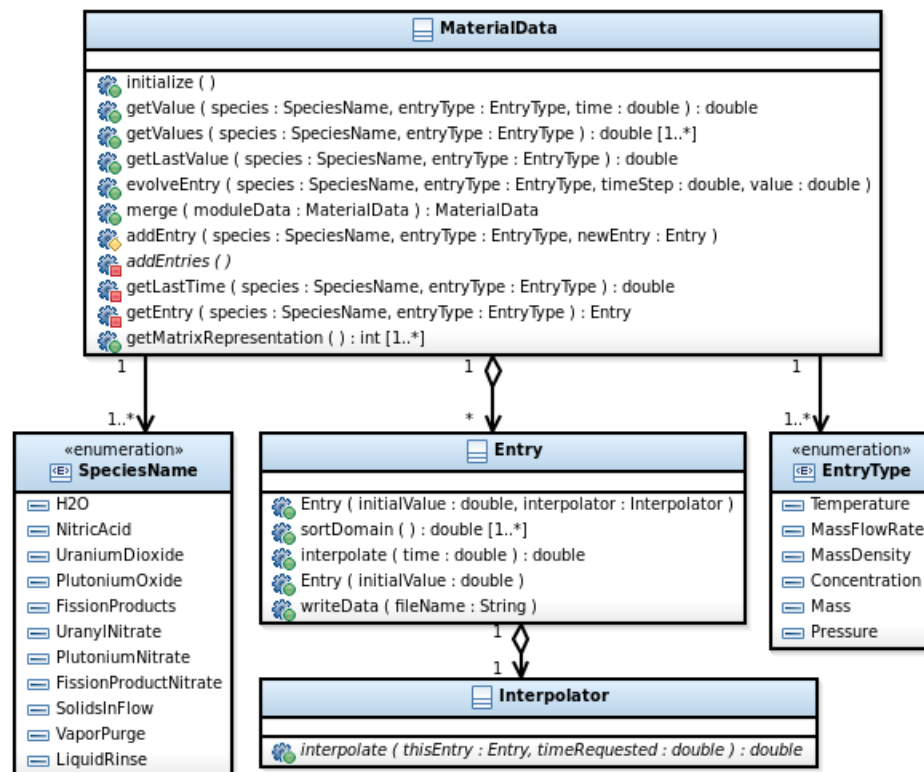 MaterialData
initialize ( )
getValue ( species : SpeciesName, entryType : EntryType, time : double ) : double
getValues ( species : SpeciesName, entryType : EntryType ) : double [1..*]
getLastValue ( species : SpeciesName, entryType : EntryType ) : double
evolveEntry ( species : SpeciesName, entryType : EntryType, timeStep : double, value : double )
merge ( moduleData : MaterialData ) : MaterialData
addEntry ( species : SpeciesName, entryType : EntryType, newEntry : Entry )
addEntries ( )
getLastTime ( species : SpeciesName, entryType : EntryType ) : double
getEntry ( species : SpeciesName, entryType : EntryType ) : Entry
getMatrixRepresentation ( ) : int [1..*]
1 1 1
1..* * 1..*
«enumeration»
<E> SpeciesName
H2O
NitricAcid
UraniumDioxide
PlutoniumOxide
FissionProducts
UranylNitrate
PlutoniumNitrate
FissionProductNitrate
SolidsInFlow
VaporPurge
LiquidRinse
Entry
Entry ( initialValue : double, interpolator : Interpolator )
sortDomain ( ) : double [1..*]
interpolate ( time : double ) : double
Entry ( initialValue : double )
writeData ( fileName : String )
1
1
Interpolator
interpolate ( thisEntry : Entry, timeRequested : double ) : double
«enumeration»
<E> EntryType
Temperature
MassFlowRate
MassDensity
Concentration
Mass
Pressure